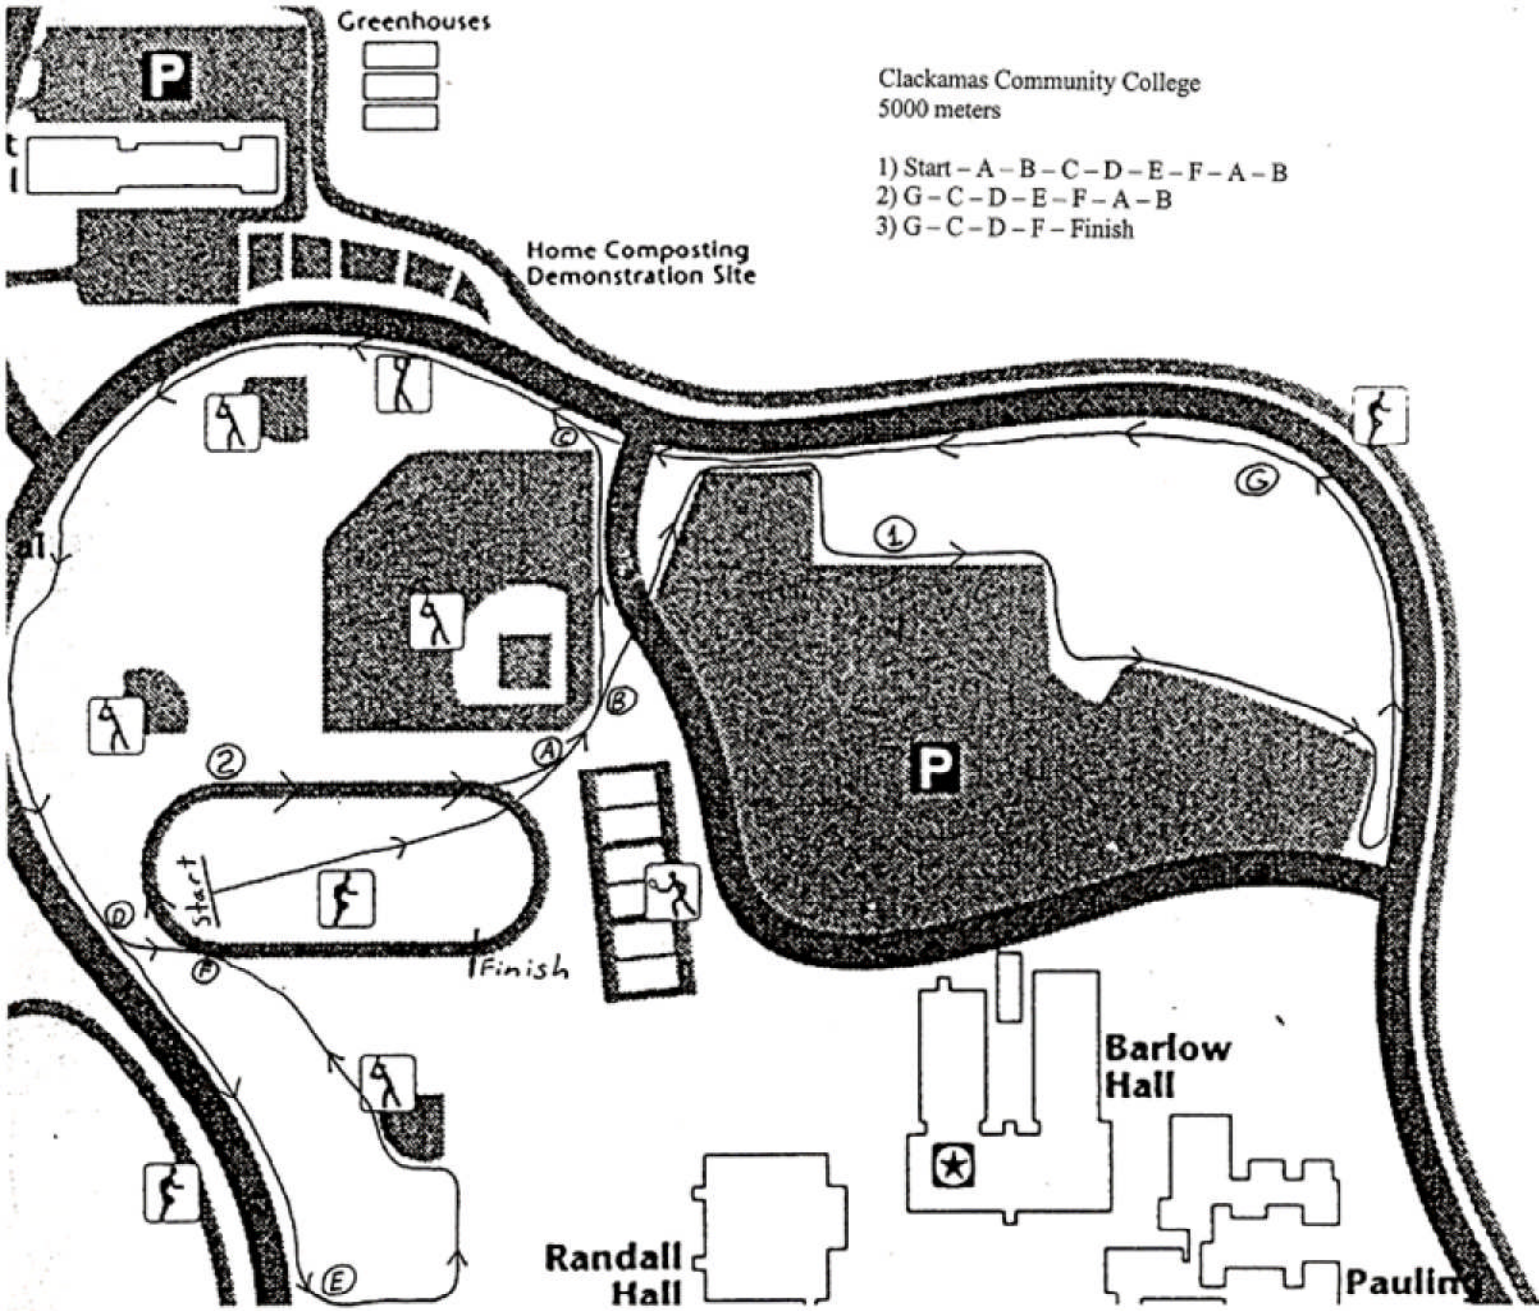 Greenhouses
P
Clackamas Community College
5000 meters
1) Start – A – B – C – D – E – F – A – B
2) G – C – D – E – F – A – B
3) G – C – D – F – Finish
t
l
Home Composting
Demonstration Site
C
G
al
1
B
A
2
P
Start
D
F
Finish
Barlow
Hall
E
Randall
Hall
Pauling